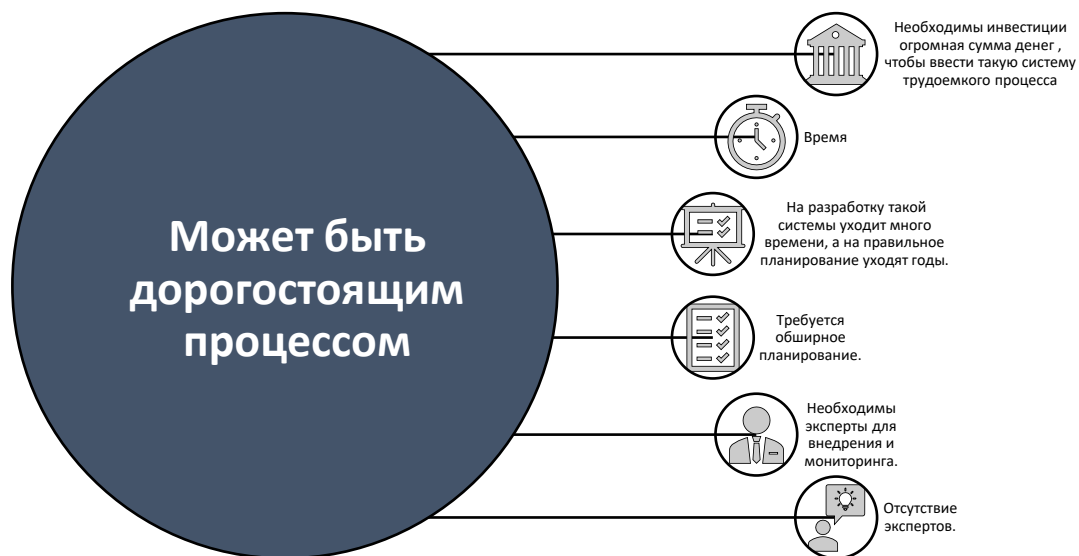 Может быть
дорогостоящим
процессом
Необходимы инвестиции
огромная сумма денег ,
чтобы ввести такую систему
трудоемкого процесса
Время
На разработку такой
системы уходит много
времени, а на правильное
планирование уходят годы.
Требуется
обширное
планирование.
Необходимы
эксперты для
внедрения и
мониторинга.
Отсутствие
экспертов.